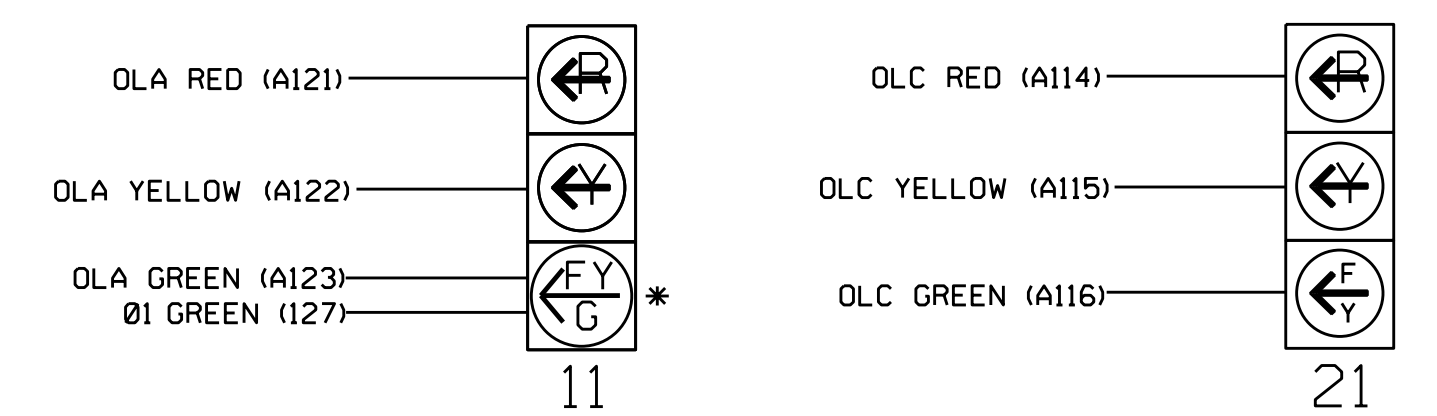 OLA RED (A121)
R
OLA YELLOW (A122)
Y
OLA GREEN (A123)
Ø1 GREEN (127)
FY
G
*
11
OLC RED (A114)
R
OLC YELLOW (A115)
Y
OLC GREEN (A116)
F
Y
21